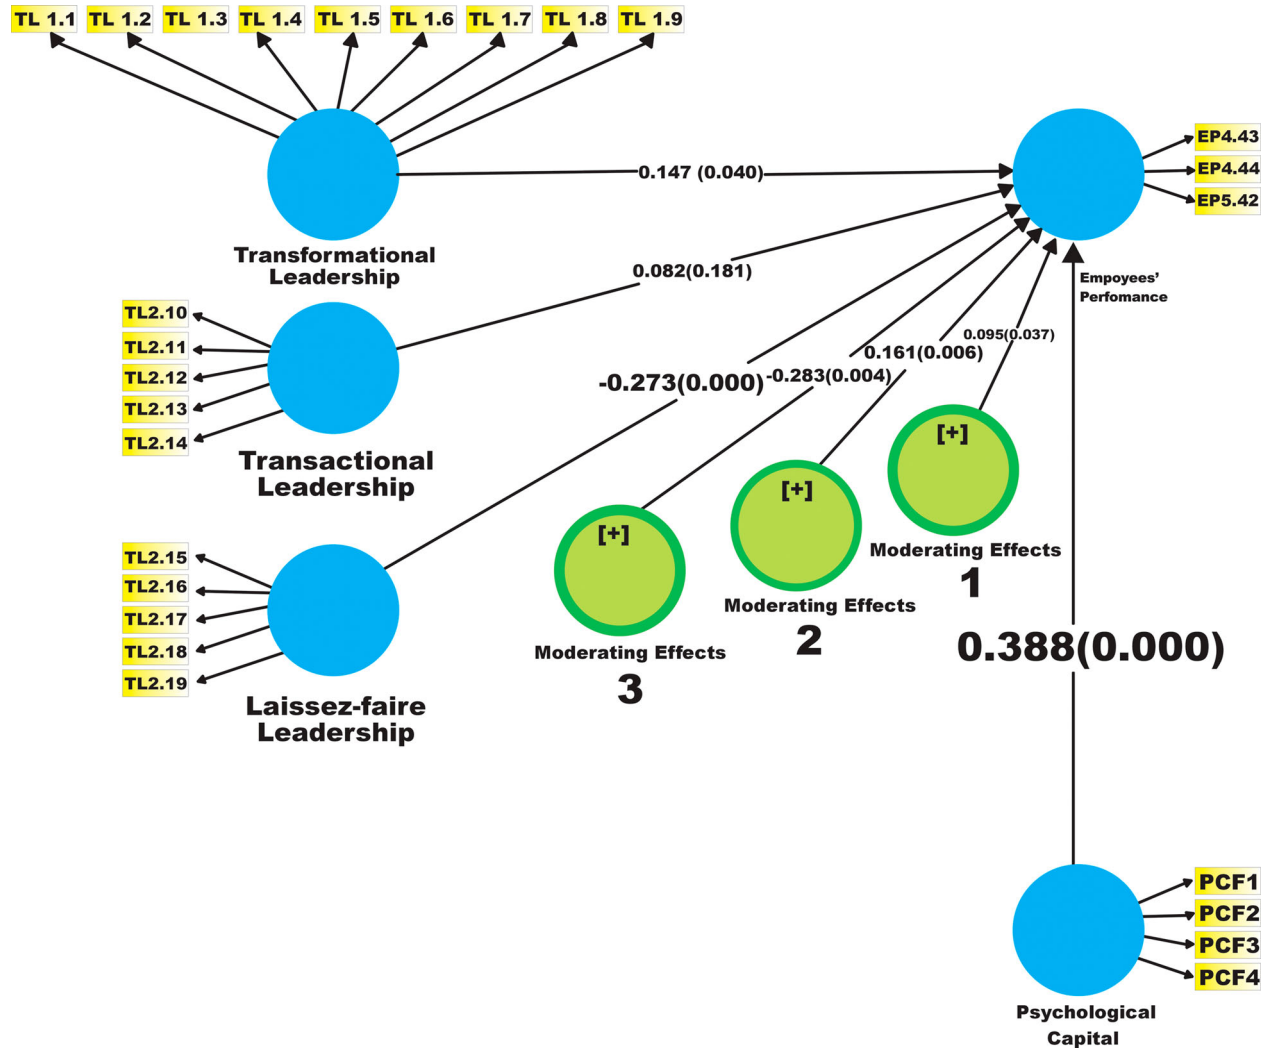 TL 1.1
TL 1.2
TL 1.3
TL 1.4
TL 1.5
TL 1.6
TL 1.7
TL 1.8
TL 1.9
EP4.43
EP4.44
EP5.42
0.147 (0.040)
Transformational
Leadership
0.082(0.181)
Empoyees’
Perfomance
TL2.10
TL2.11
TL2.12
TL2.13
TL2.14
0.095(0.037)
0.161(0.006)
-0.283(0.004)
-0.273(0.000)
Transactional
Leadership
[+]
Moderating Effects
1
[+]
Moderating Effects
2
[+]
Moderating Effects
3
TL2.15
TL2.16
TL2.17
TL2.18
TL2.19
0.388(0.000)
Laissez-faire
Leadership
PCF1
PCF2
PCF3
PCF4
Psychological
Capital